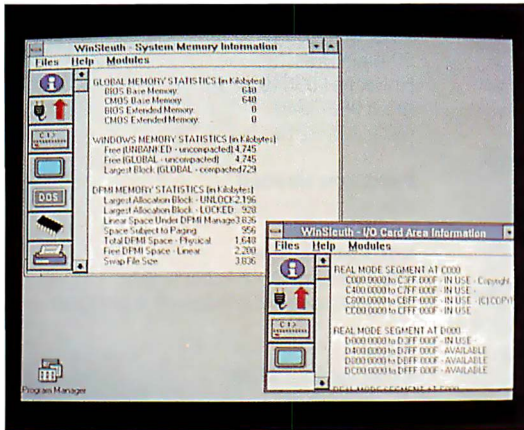 WinSleuth - System Memory Information
Files Help Modules
GLOBAL MEMORY STATISTICS (in Kilobytes)
BIOS Base Memory: 640
CMOS Base Memory: 640
BIOS Extended Memory: 0
CMOS Extended Memory: 0
WINDOWS MEMORY STATISTICS (in Kilobytes)
Free (UNBANKED - uncompacted) 4,745
Free (GLOBAL - uncompacted) 4,745
Largest Block (GLOBAL - compacted729
DPMI MEMORY STATISTICS (in Kilobytes)
Largest Allocation Block - UNLOCK:2,196
Largest Allocation Block - LOCKED: 928
Linear Space Under DPMI Manage3,836
Space Subject to Paging 956
Total DPMI Space - Physical 1,640
Free DPMI Space - Linear 2,200
Swap File Size 3,836
C:\>
DOS
WinSleuth - I/O Card Area Information
Files Help Modules
REAL MODE SEGMENT AT C000
C000:0000 to C3FF:000F - IN USE - Copyright
C400:0000 to C7FF:000F - IN USE -
C800:0000 to CBFF:000F - IN USE - (C)COPY
CC00:0000 to CFFF:000F - IN USE
REAL MODE SEGMENT AT D000
D000:0000 to D3FF:000F - IN USE -
D400:0000 to D7FF:000F - AVAILABLE
D800:0000 to DBFF:000F - AVAILABLE
DC00:0000 to DFFF:000F - AVAILABLE
C:\>
Program Manager